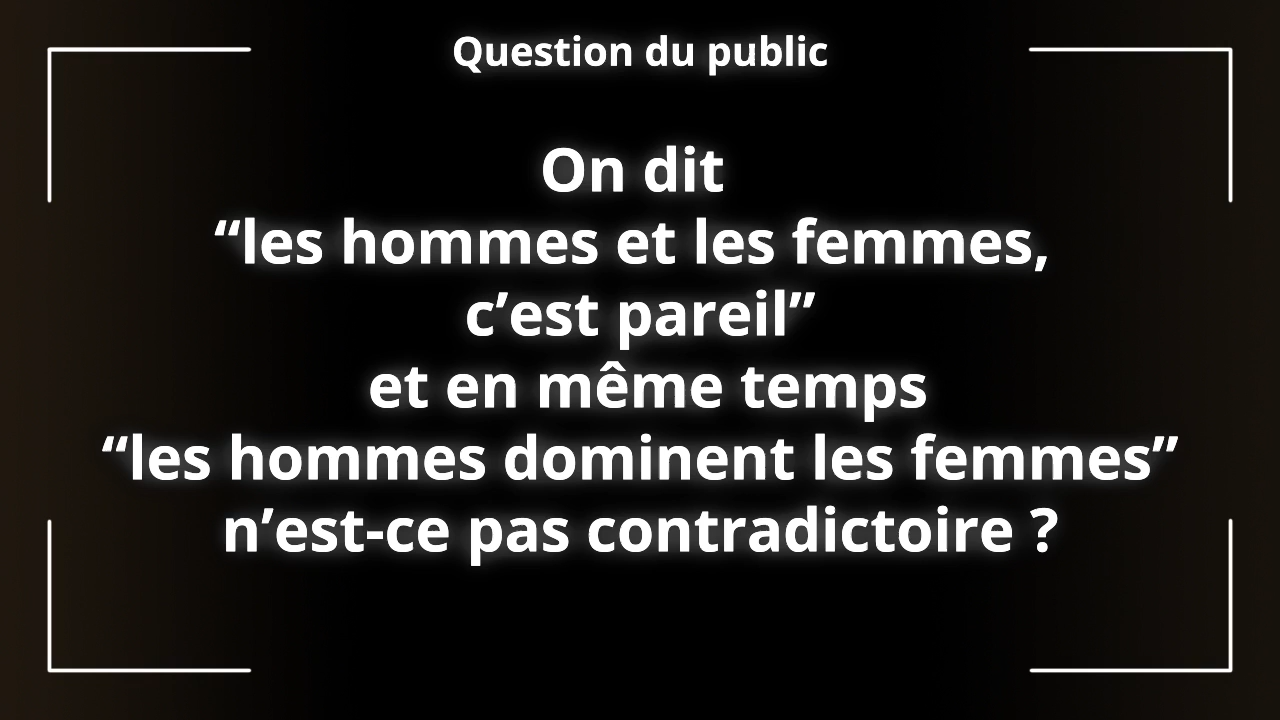 Question du public
On dit
“les hommes et les femmes,
c’est pareil”
et en même temps
“les hommes dominent les femmes”
n’est-ce pas contradictoire ?